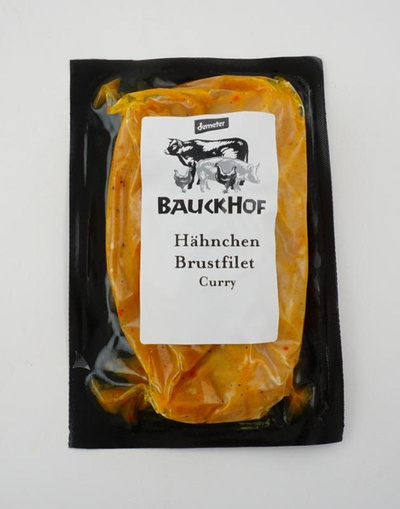 demeter
BAUCKHOF
Hähnchen
Brustfilet
Curry